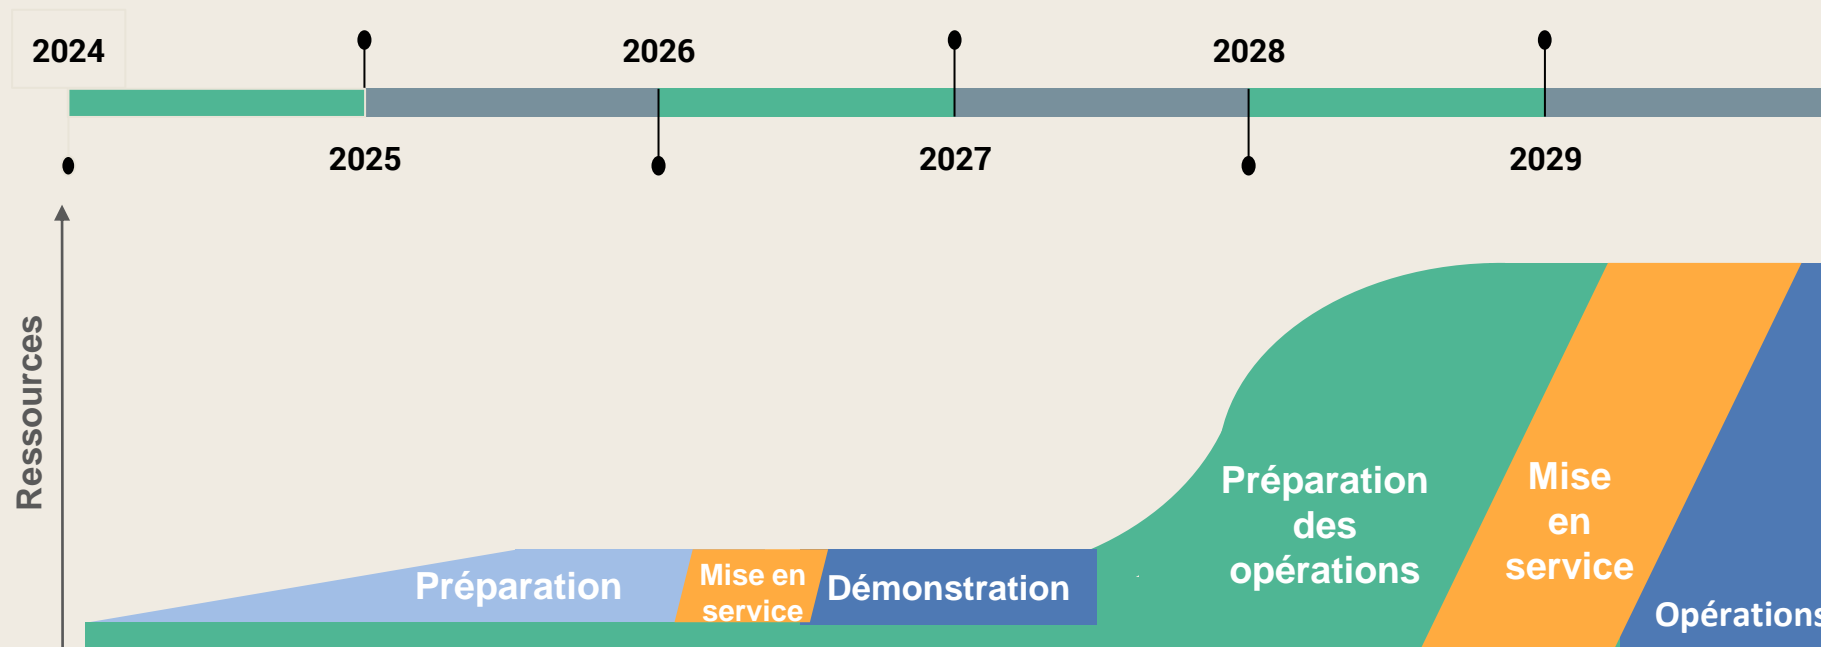 2024
2026
2028
2025
2027
2029
Ressources
Préparation
Mise en
service
Démonstration
Préparation
des
opérations
Mise
en
service
Opérations